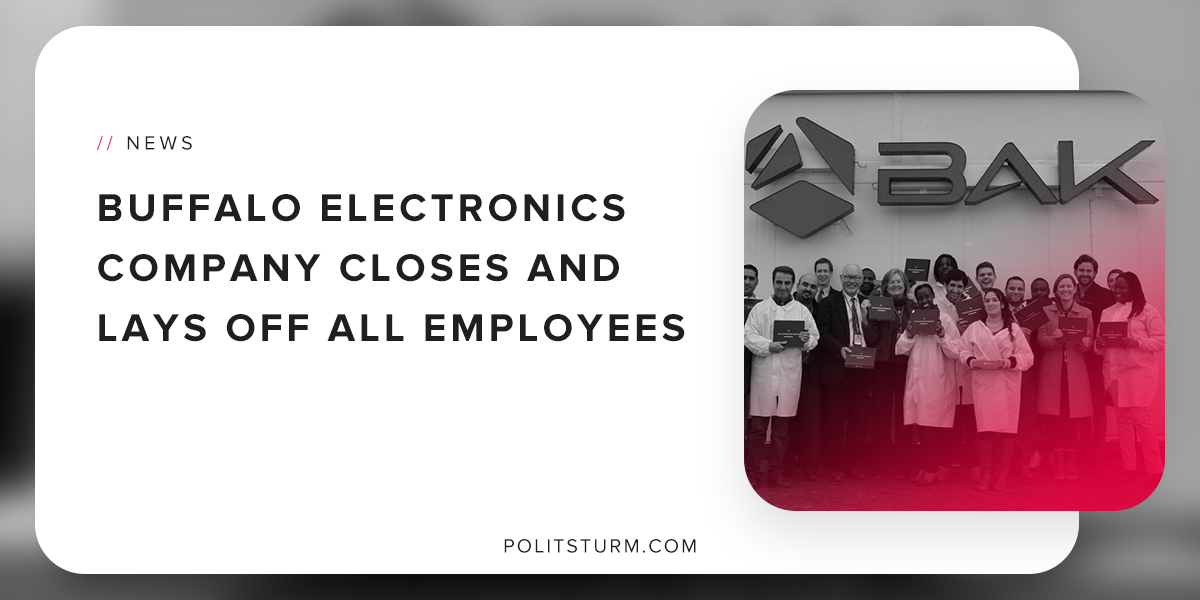 // NEWS
BUFFALO ELECTRONICS
COMPANY CLOSES AND
LAYS OFF ALL EMPLOYEES
BAK
POLITSTURM.COM